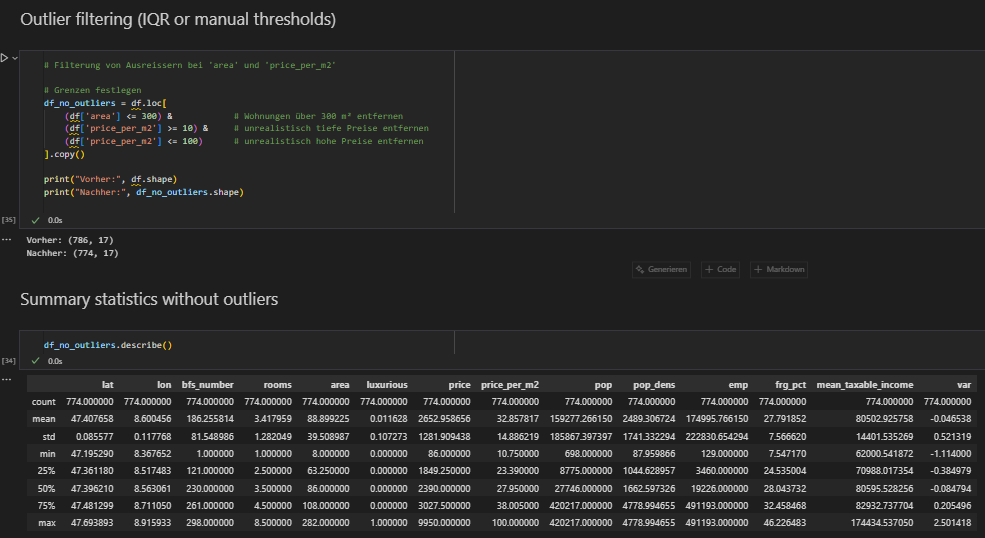 Outlier filtering (IQR or manual thresholds)
# Filterung von Ausreissern bei 'area' und 'price_per_m2'
# Grenzen festlegen
df_no_outliers = df.loc[
(df['area'] <= 300) & # Wohnungen über 300 m² entfernen
(df['price_per_m2'] >= 10) & # unrealistisch tiefe Preise entfernen
(df['price_per_m2'] <= 100) # unrealistisch hohe Preise entfernen
].copy()
print("Vorher:", df.shape)
print("Nachher:", df_no_outliers.shape)
[35] 0.0s
Vorher: (786, 17)
Nachher: (774, 17)
Generieren + Code + Markdown
Summary statistics without outliers
df_no_outliers.describe()
[34] 0.0s
lat lon bfs_number rooms area luxurious price price_per_m2 pop pop_dens emp frg_pct mean_taxable_income var
count 774.000000 774.000000 774.000000 774.000000 774.000000 774.000000 774.000000 774.000000 774.000000 774.000000 774.000000 774.000000 774.000000 774.000000
mean 47.407658 8.600456 186.255814 3.417959 88.899225 0.011628 2652.958656 32.857817 159277.266150 2489.306724 174995.766150 27.791852 80502.925758 -0.046538
std 0.085577 0.117768 81.548986 1.282049 39.508987 0.107273 1281.909438 14.886219 185867.397397 1741.332294 222830.654294 7.566620 14401.535269 0.521319
min 47.195290 8.367652 1.000000 1.000000 8.000000 0.000000 86.000000 10.750000 698.000000 87.959866 129.000000 7.547170 62000.541872 -1.114000
25% 47.361180 8.517483 121.000000 2.500000 63.250000 0.000000 1849.250000 23.390000 8775.000000 1044.628957 3460.000000 24.535004 70988.017354 -0.384979
50% 47.396210 8.563061 230.000000 3.500000 86.000000 0.000000 2390.000000 27.950000 27746.000000 1662.597326 19226.000000 28.043732 80595.528256 -0.084794
75% 47.481299 8.711050 261.000000 4.500000 108.000000 0.000000 3027.500000 38.005000 420217.000000 4778.994655 491193.000000 32.458468 82932.737704 0.205496
max 47.693893 8.915933 298.000000 8.500000 282.000000 1.000000 9950.000000 100.000000 420217.000000 4778.994655 491193.000000 46.226483 174434.537050 2.501418